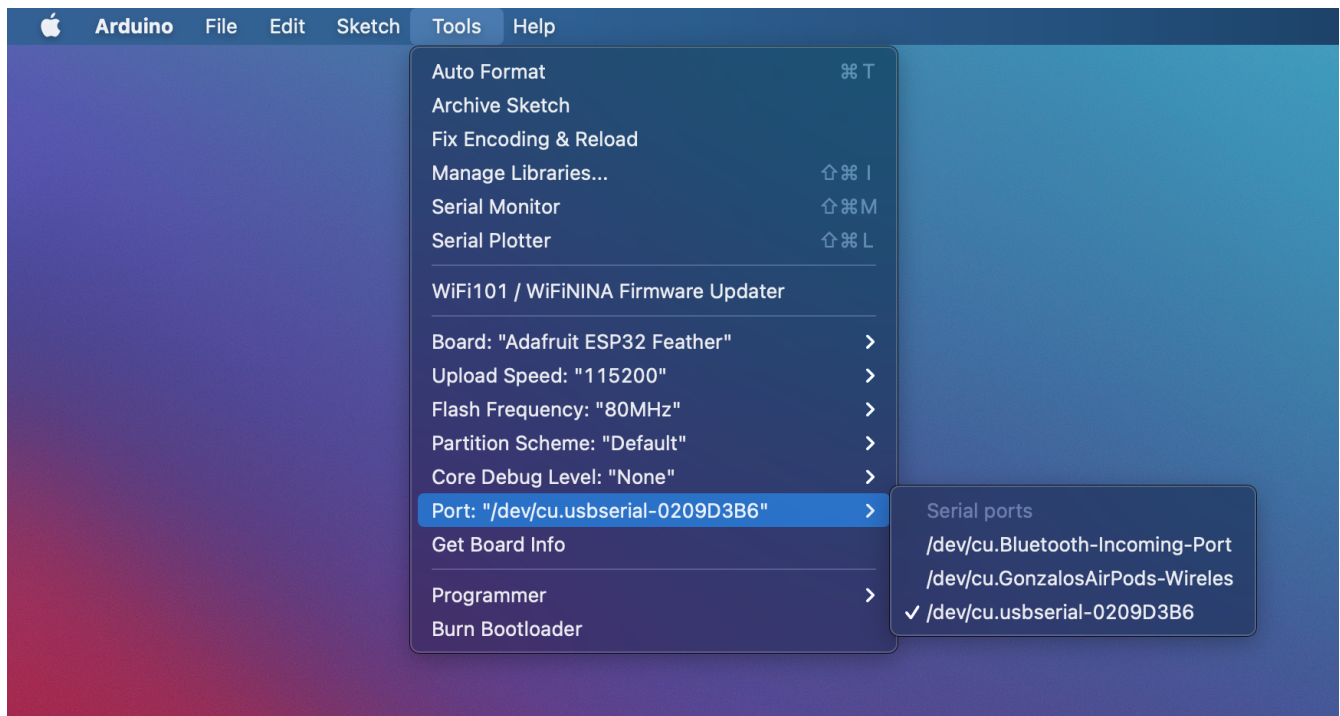 Arduino File Edit Sketch Tools Help
Auto Format ⌘ T
Archive Sketch
Fix Encoding & Reload
Manage Libraries... ⇧⌘ I
Serial Monitor ⇧⌘M
Serial Plotter ⇧⌘ L
WiFi101 / WiFiNINA Firmware Updater
Board: "Adafruit ESP32 Feather"
Upload Speed: "115200"
Flash Frequency: "80MHz"
Partition Scheme: "Default"
Core Debug Level: "None"
Port: "/dev/cu.usbserial-0209D3B6"
Get Board Info
Programmer
Burn Bootloader
Serial ports
/dev/cu.Bluetooth-Incoming-Port
/dev/cu.GonzalosAirPods-Wireles
✓ /dev/cu.usbserial-0209D3B6